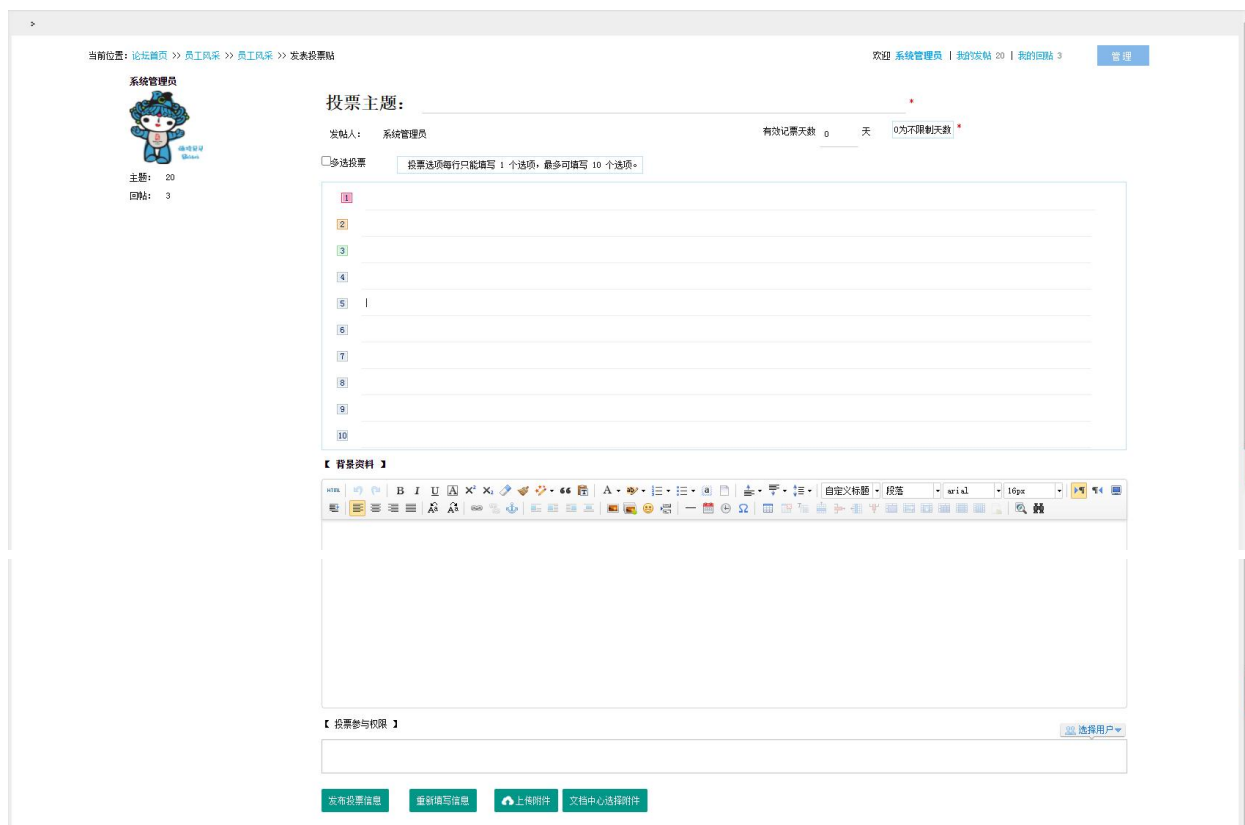 >
当前位置：论坛首页 >> 员工风采 >> 员工风采 >> 发表投票帖
欢迎 系统管理员 | 我的发帖 20 | 我的回帖 3
管理
系统管理员
主题： 20
回帖： 3
投票主题： *
发帖人： 系统管理员
有效记票天数 0 天 0为不限制天数 *
多选投票 投票选项每行只能填写 1 个选项，最多可填写 10 个选项。
1
2
3
4
5
6
7
8
9
10
【 背景资料 】
HTML B I U A X² X₂ 自定义标题 段落 arial 16px
【 投票参与权限 】
选择用户
发布投票信息 重新填写信息 上传附件 文档中心选择附件